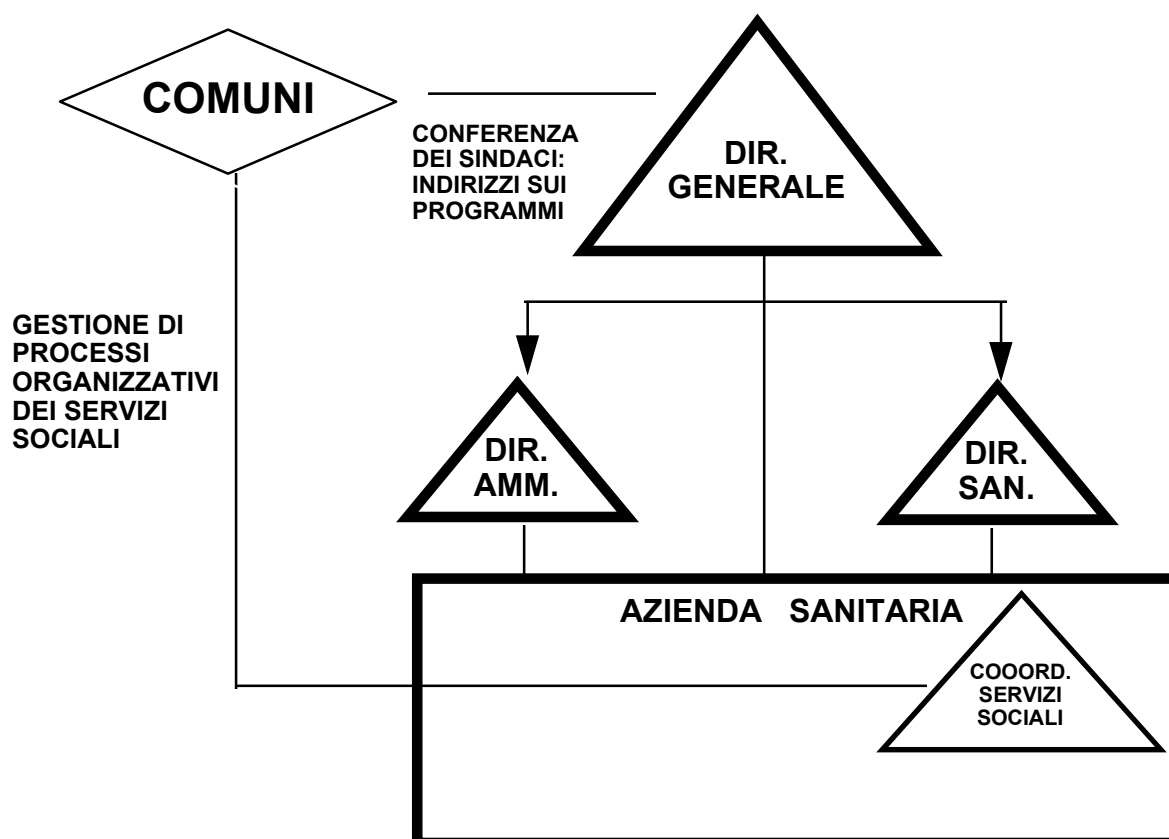 COMUNI
CONFERENZA
DEI SINDACI:
INDIRIZZI SUI
PROGRAMMI
DIR.
GENERALE
GESTIONE DI
PROCESSI
ORGANIZZATIVI
DEI SERVIZI
SOCIALI
DIR.
AMM.
DIR.
SAN.
AZIENDA SANITARIA
COOORD.
SERVIZI
SOCIALI